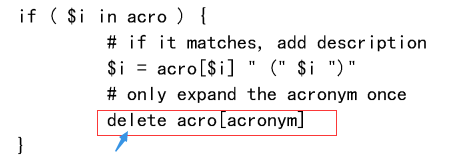 if ( $i in acro ) {
# if it matches, add description
$i = acro[$i] " (" $i ")"
# only expand the acronym once
delete acro[acronym]
}